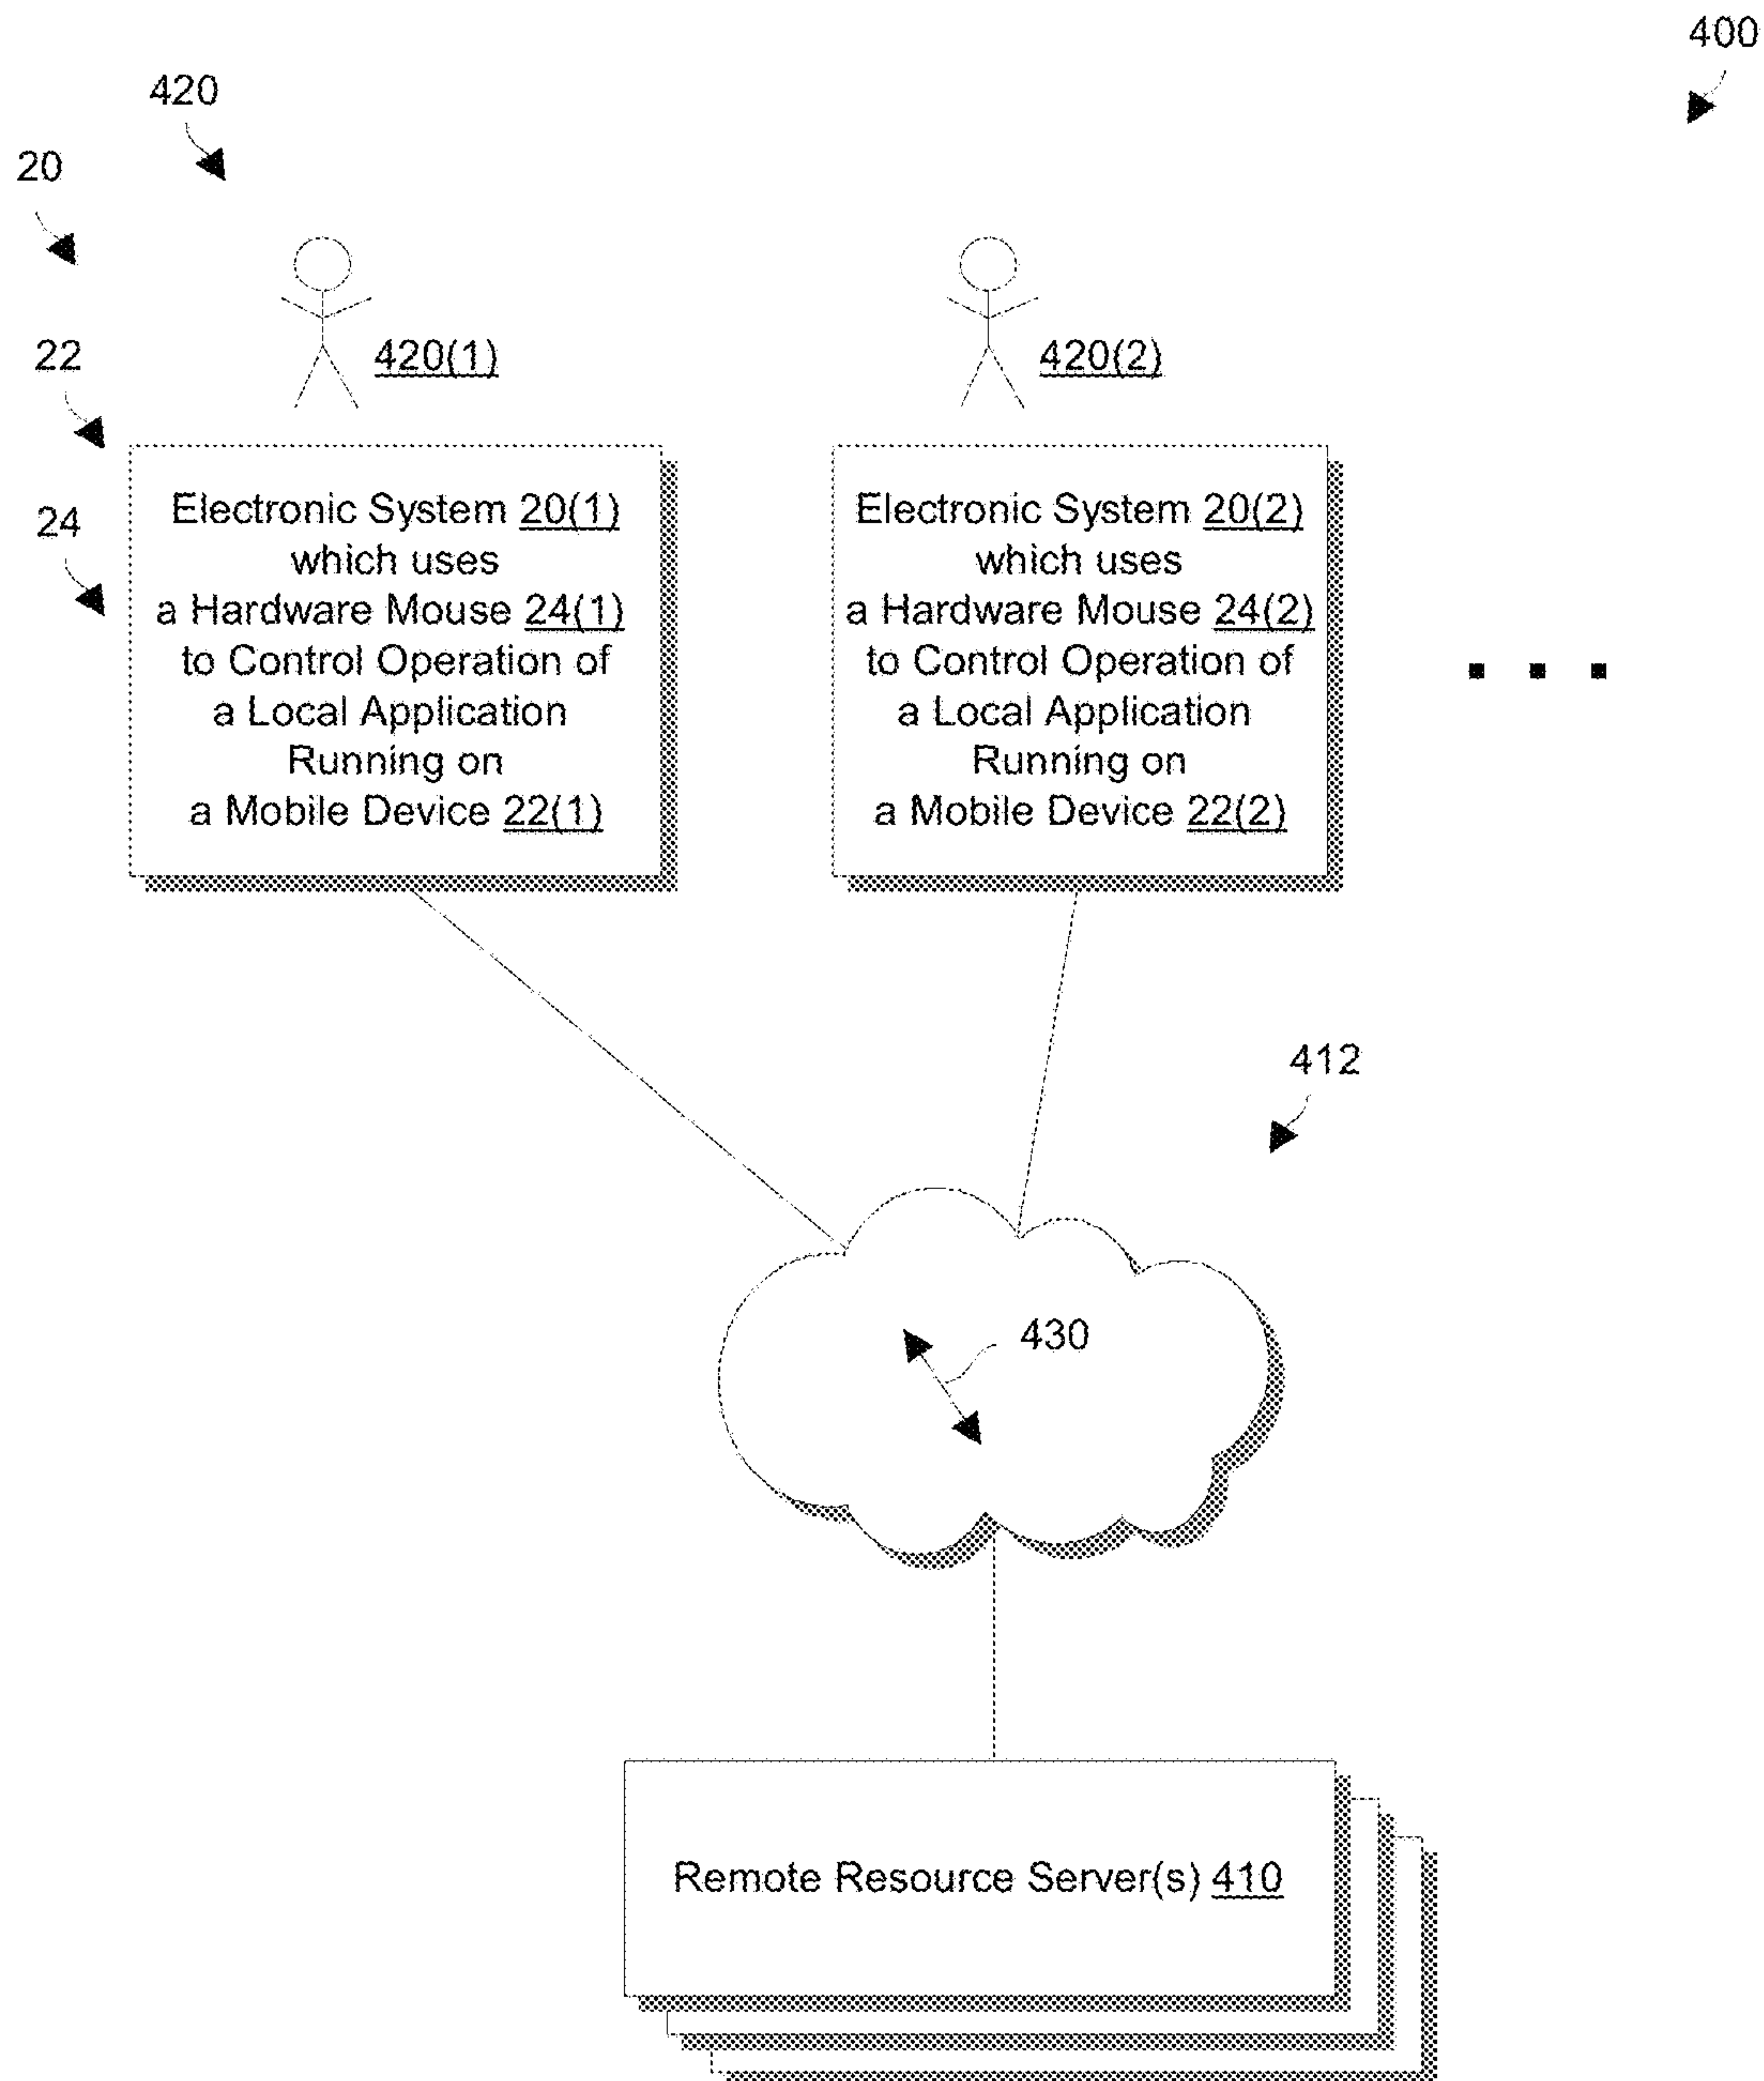 400
420
20
22
420(1)
420(2)
24
Electronic System 20(1)
which uses
a Hardware Mouse 24(1)
to Control Operation of
a Local Application
Running on
a Mobile Device 22(1)
Electronic System 20(2)
which uses
a Hardware Mouse 24(2)
to Control Operation of
a Local Application
Running on
a Mobile Device 22(2)
. . .
412
430
Remote Resource Server(s) 410